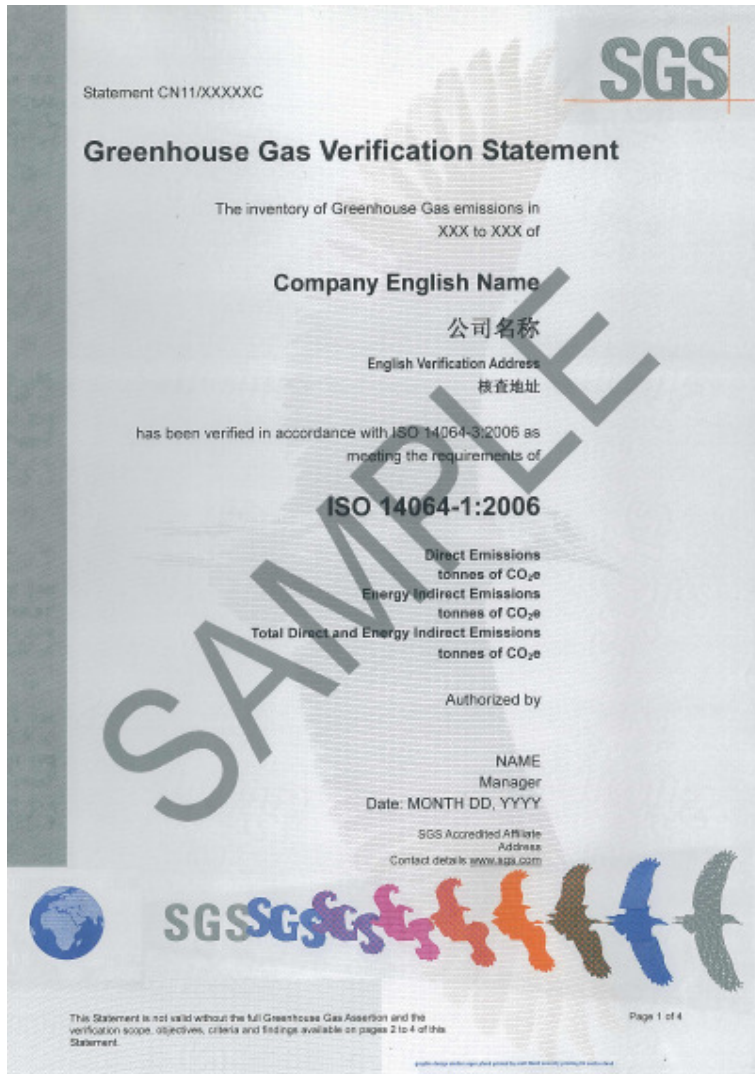 SGS
Statement CN11/XXXXXC
Greenhouse Gas Verification Statement
The inventory of Greenhouse Gas emissions in
XXX to XXX of
Company English Name
公司名称
English Verification Address
核查地址
has been verified in accordance with ISO 14064-3:2006 as
meeting the requirements of
ISO 14064-1:2006
Direct Emissions
tonnes of CO₂e
Energy Indirect Emissions
tonnes of CO₂e
Total Direct and Energy Indirect Emissions
tonnes of CO₂e
Authorized by
NAME
Manager
Date: MONTH DD, YYYY
SGS Accredited Affiliate
Address
Contact details www.sgs.com
SAMPLE
SGSSGSSGS
This Statement is not valid without the full Greenhouse Gas Assertion and the
verification scope, objectives, criteria and findings available on pages 2 to 4 of this
Statement.
Page 1 of 4